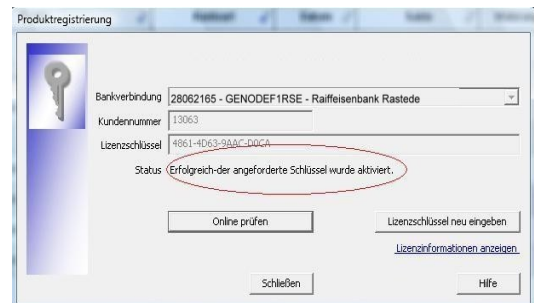 Produktregistrierung
Bankverbindung 28062165 - GENODEF1RSE - Raiffeisenbank Rastede
Kundennummer 13063
Lizenzschlüssel 4861-4D63-9AAC-D0CA
Status Erfolgreich-der angeforderte Schlüssel wurde aktiviert.
Online prüfen Lizenzschlüssel neu eingeben
Lizenzinformationen anzeigen
Schließen Hilfe